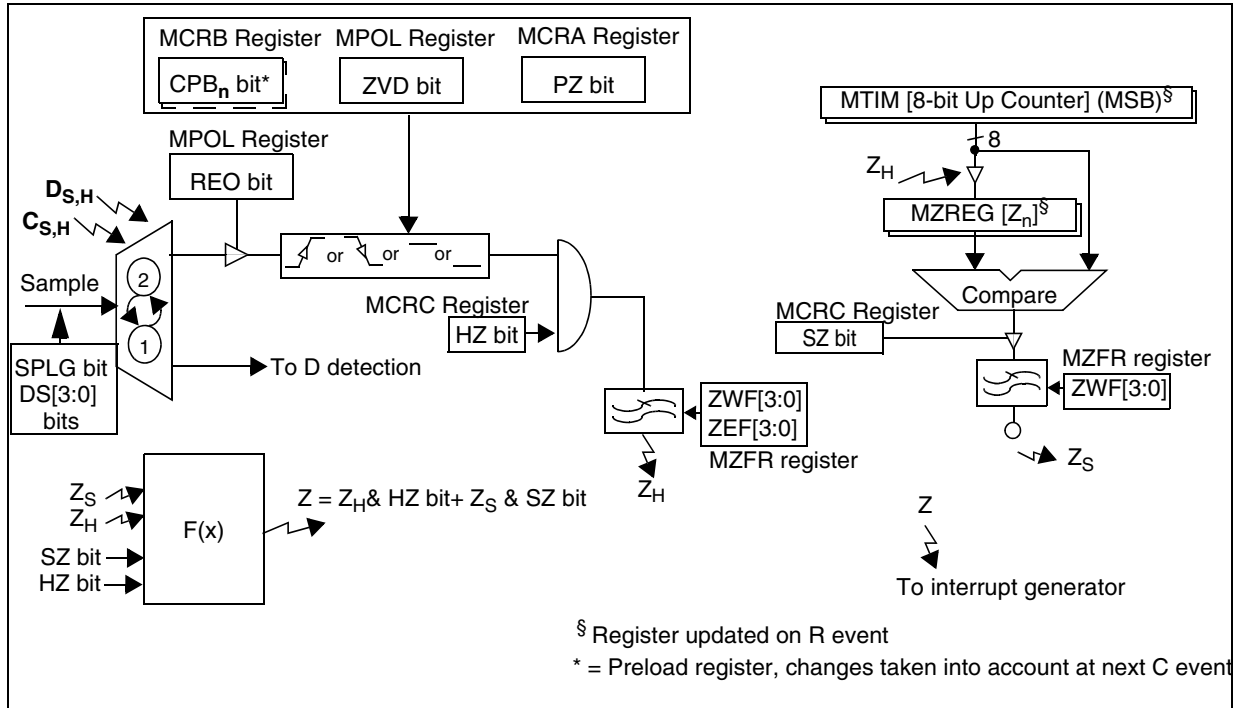 MCRB Register MPOL Register MCRA Register
CPBn bit* ZVD bit PZ bit
MTIM [8-bit Up Counter] (MSB)§
8
MPOL Register
REO bit
ZH
MZREG [Zn]§
DS,H
CS,H
or or or
Sample
2
1
Compare
MCRC Register
HZ bit
MCRC Register
SZ bit
SPLG bit
DS[3:0]
bits
To D detection
MZFR register
ZWF[3:0]
ZWF[3:0]
ZEF[3:0]
MZFR register
ZH
ZS
ZS
ZH
SZ bit
HZ bit
F(x)
Z = ZH& HZ bit+ ZS & SZ bit
Z
To interrupt generator
§ Register updated on R event
* = Preload register, changes taken into account at next C event